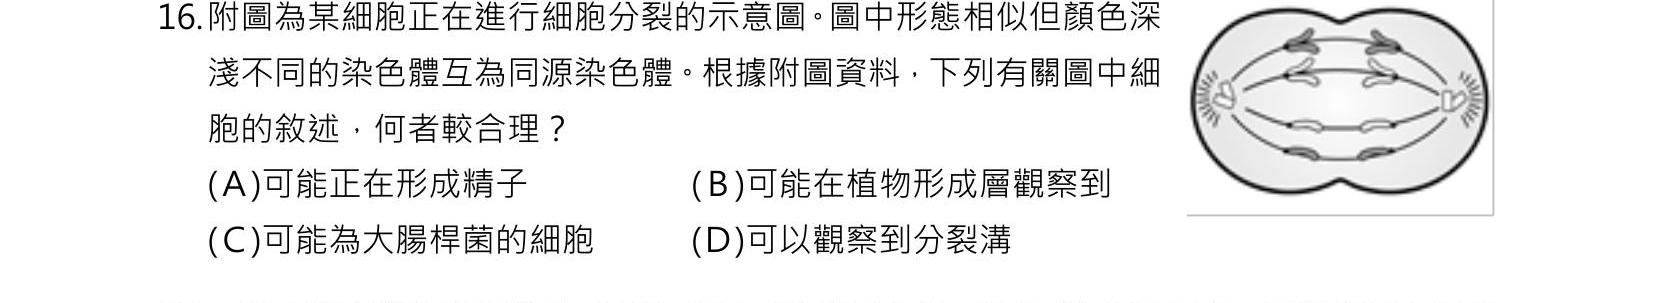 16.附圖為某細胞正在進行細胞分裂的示意圖。圖中形態相似但顏色深
淺不同的染色體互為同源染色體。根據附圖資料，下列有關圖中細
胞的敘述，何者較合理？
(A)可能正在形成精子 (B)可能在植物形成層觀察到
(C)可能為大腸桿菌的細胞 (D)可以觀察到分裂溝